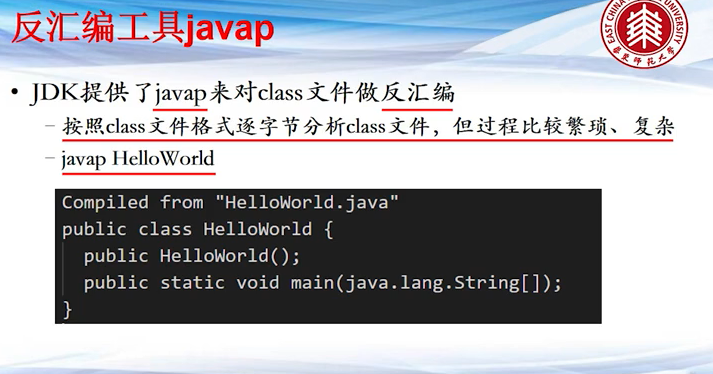 反汇编工具javap
EAST CHINA NORMAL UNIVERSITY
華東師范大学
• JDK提供了javap来对class文件做反汇编
– 按照class文件格式逐字节分析class文件，但过程比较繁琐、复杂
– javap HelloWorld
Compiled from "HelloWorld.java"
public class HelloWorld {
  public HelloWorld();
  public static void main(java.lang.String[]);
}